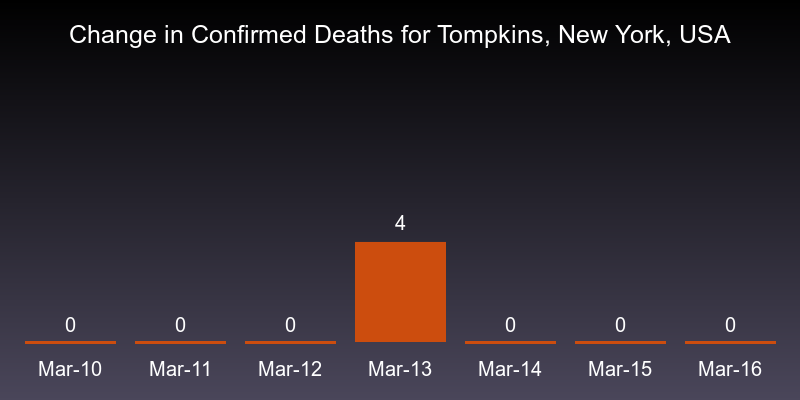 Change in Confirmed Deaths for Tompkins, New York, USA
4
0 0 0 0 0 0
Mar-10 Mar-11 Mar-12 Mar-13 Mar-14 Mar-15 Mar-16